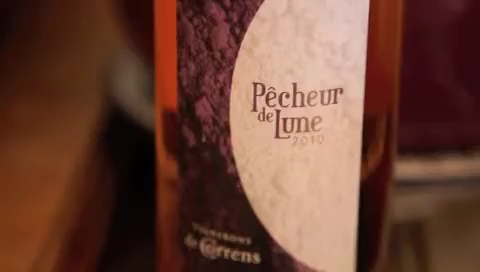 Pêcheur
de Lune
2010
VIGNERONS
de Correns